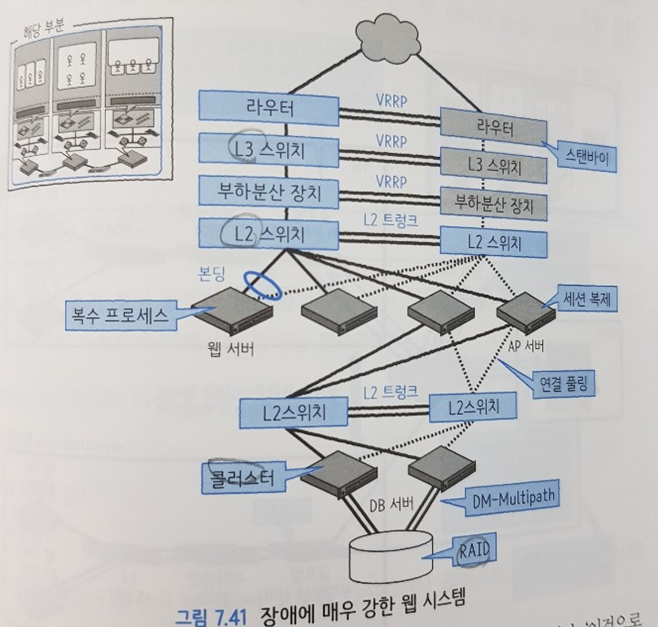 해당 부분
라우터
VRRP
라우터
스탠바이
L3 스위치
VRRP
L3 스위치
부하분산 장치
VRRP
부하분산 장치
L2 스위치
L2 트렁크
L2 스위치
본딩
복수 프로세스
웹 서버
세션 복제
AP 서버
연결 풀링
L2스위치
L2 트렁크
L2스위치
클러스터
DB 서버
DM-Multipath
RAID
그림 7.41 장애에 매우 강한 웹 시스템